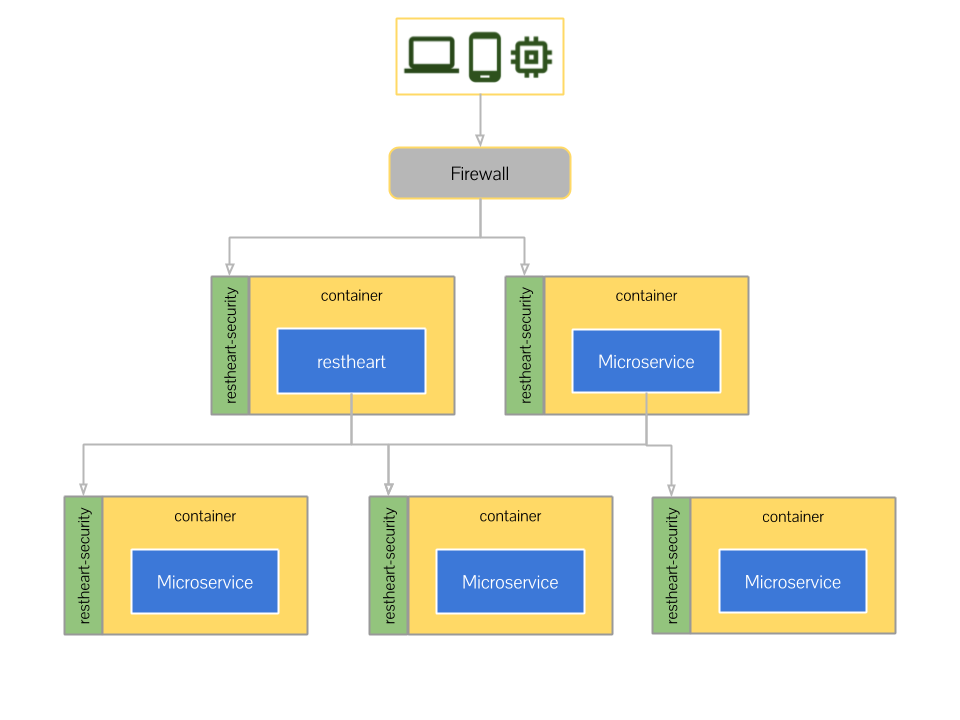 Firewall
restheart-security
container
restheart
restheart-security
container
Microservice
restheart-security
container
Microservice
restheart-security
container
Microservice
restheart-security
container
Microservice